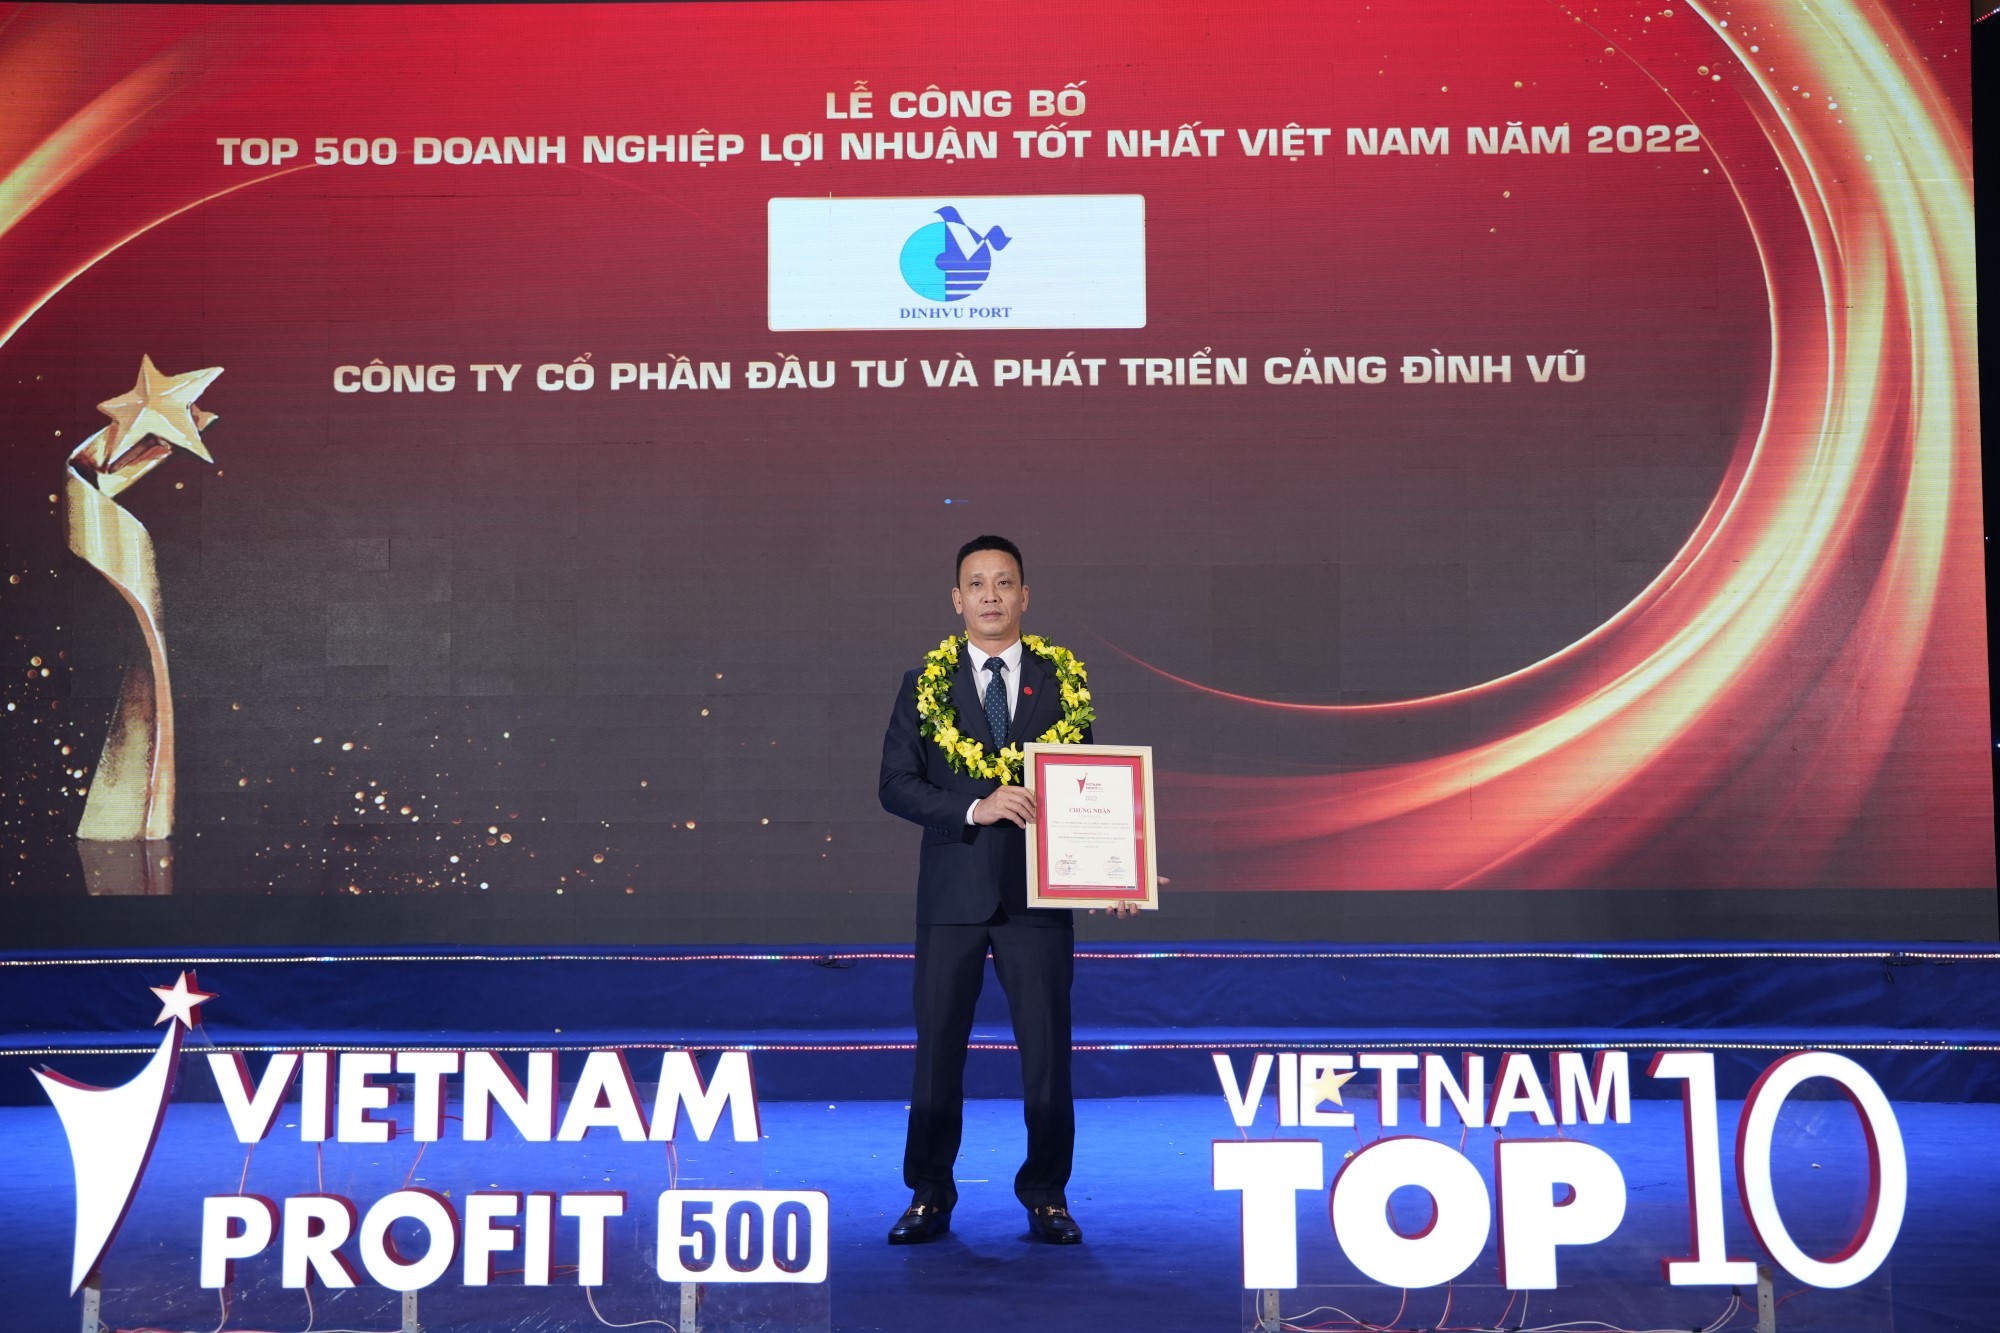 LỄ CÔNG BỐ
TOP 500 DOANH NGHIỆP LỢI NHUẬN TỐT NHẤT VIỆT NAM NĂM 2022
DINHVU PORT
CÔNG TY CỔ PHẦN ĐẦU TƯ VÀ PHÁT TRIỂN CẢNG ĐÌNH VŨ
CHỨNG NHẬN
VIETNAM
PROFIT 500
VIETNAM
TOP 10